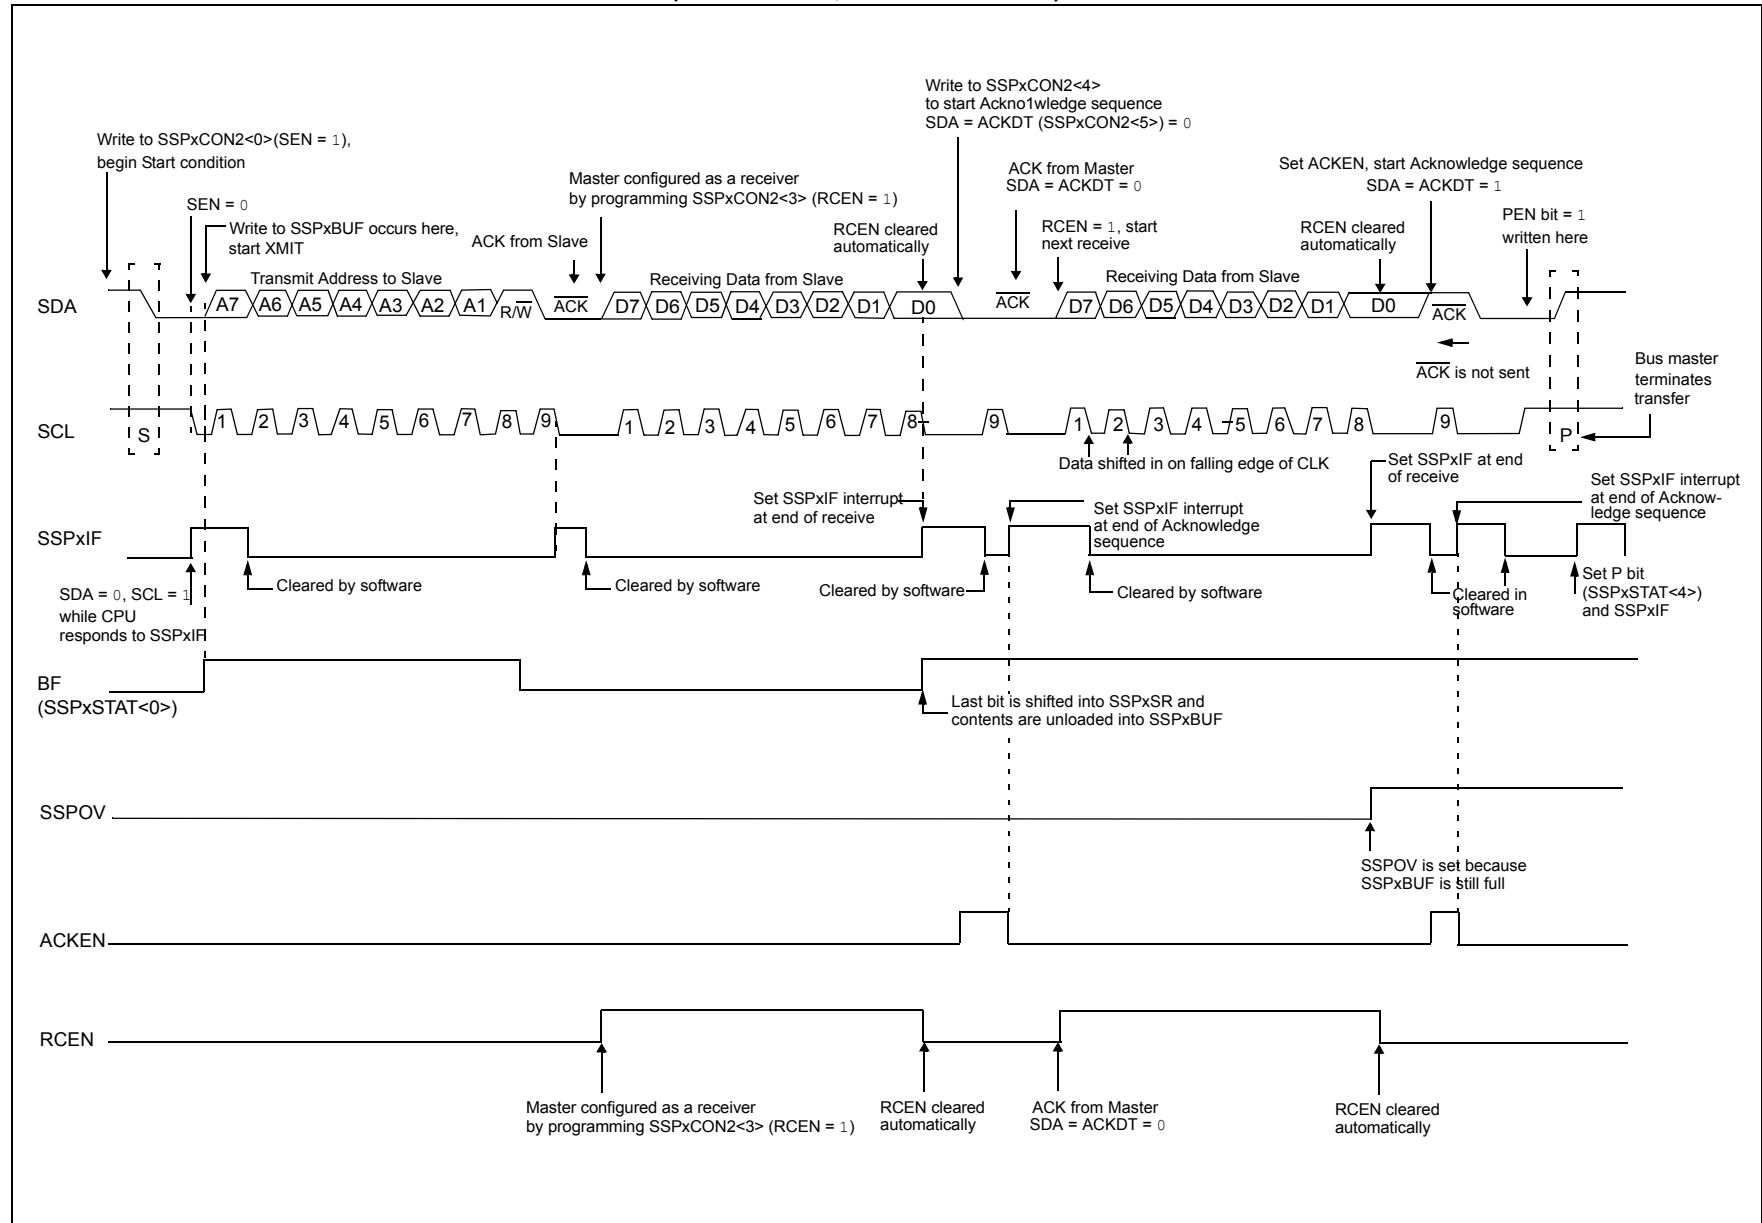 Write to SSPxCON2<4>
to start Ackno1wledge sequence
SDA = ACKDT (SSPxCON2<5>) = 0
Write to SSPxCON2<0>(SEN = 1),
begin Start condition
ACK from Master
SDA = ACKDT = 0
Set ACKEN, start Acknowledge sequence
SDA = ACKDT = 1
Master configured as a receiver
by programming SSPxCON2<3> (RCEN = 1)
SEN = 0
Write to SSPxBUF occurs here,
start XMIT
ACK from Slave
RCEN cleared
automatically
RCEN = 1, start
next receive
RCEN cleared
automatically
PEN bit = 1
written here
Transmit Address to Slave
Receiving Data from Slave
Receiving Data from Slave
SDA
A7 A6 A5 A4 A3 A2 A1 R/W ACK D7 D6 D5 D4 D3 D2 D1 D0 ACK D7 D6 D5 D4 D3 D2 D1 D0 ACK
ACK is not sent
Bus master
terminates
transfer
SCL
S 1 2 3 4 5 6 7 8 9 1 2 3 4 5 6 7 8 9 1 2 3 4 5 6 7 8 9 P
Data shifted in on falling edge of CLK
Set SSPxIF at end
of receive
Set SSPxIF interrupt
at end of receive
Set SSPxIF interrupt
at end of Acknowledge
sequence
Set SSPxIF interrupt
at end of Acknow-
ledge sequence
SSPxIF
SDA = 0, SCL = 1
while CPU
responds to SSPxIF
Cleared by software
Cleared by software
Cleared by software
Cleared by software
Cleared in
software
Set P bit
(SSPxSTAT<4>)
and SSPxIF
BF
(SSPxSTAT<0>)
Last bit is shifted into SSPxSR and
contents are unloaded into SSPxBUF
SSPOV
SSPOV is set because
SSPxBUF is still full
ACKEN
RCEN
Master configured as a receiver
by programming SSPxCON2<3> (RCEN = 1)
RCEN cleared
automatically
ACK from Master
SDA = ACKDT = 0
RCEN cleared
automatically